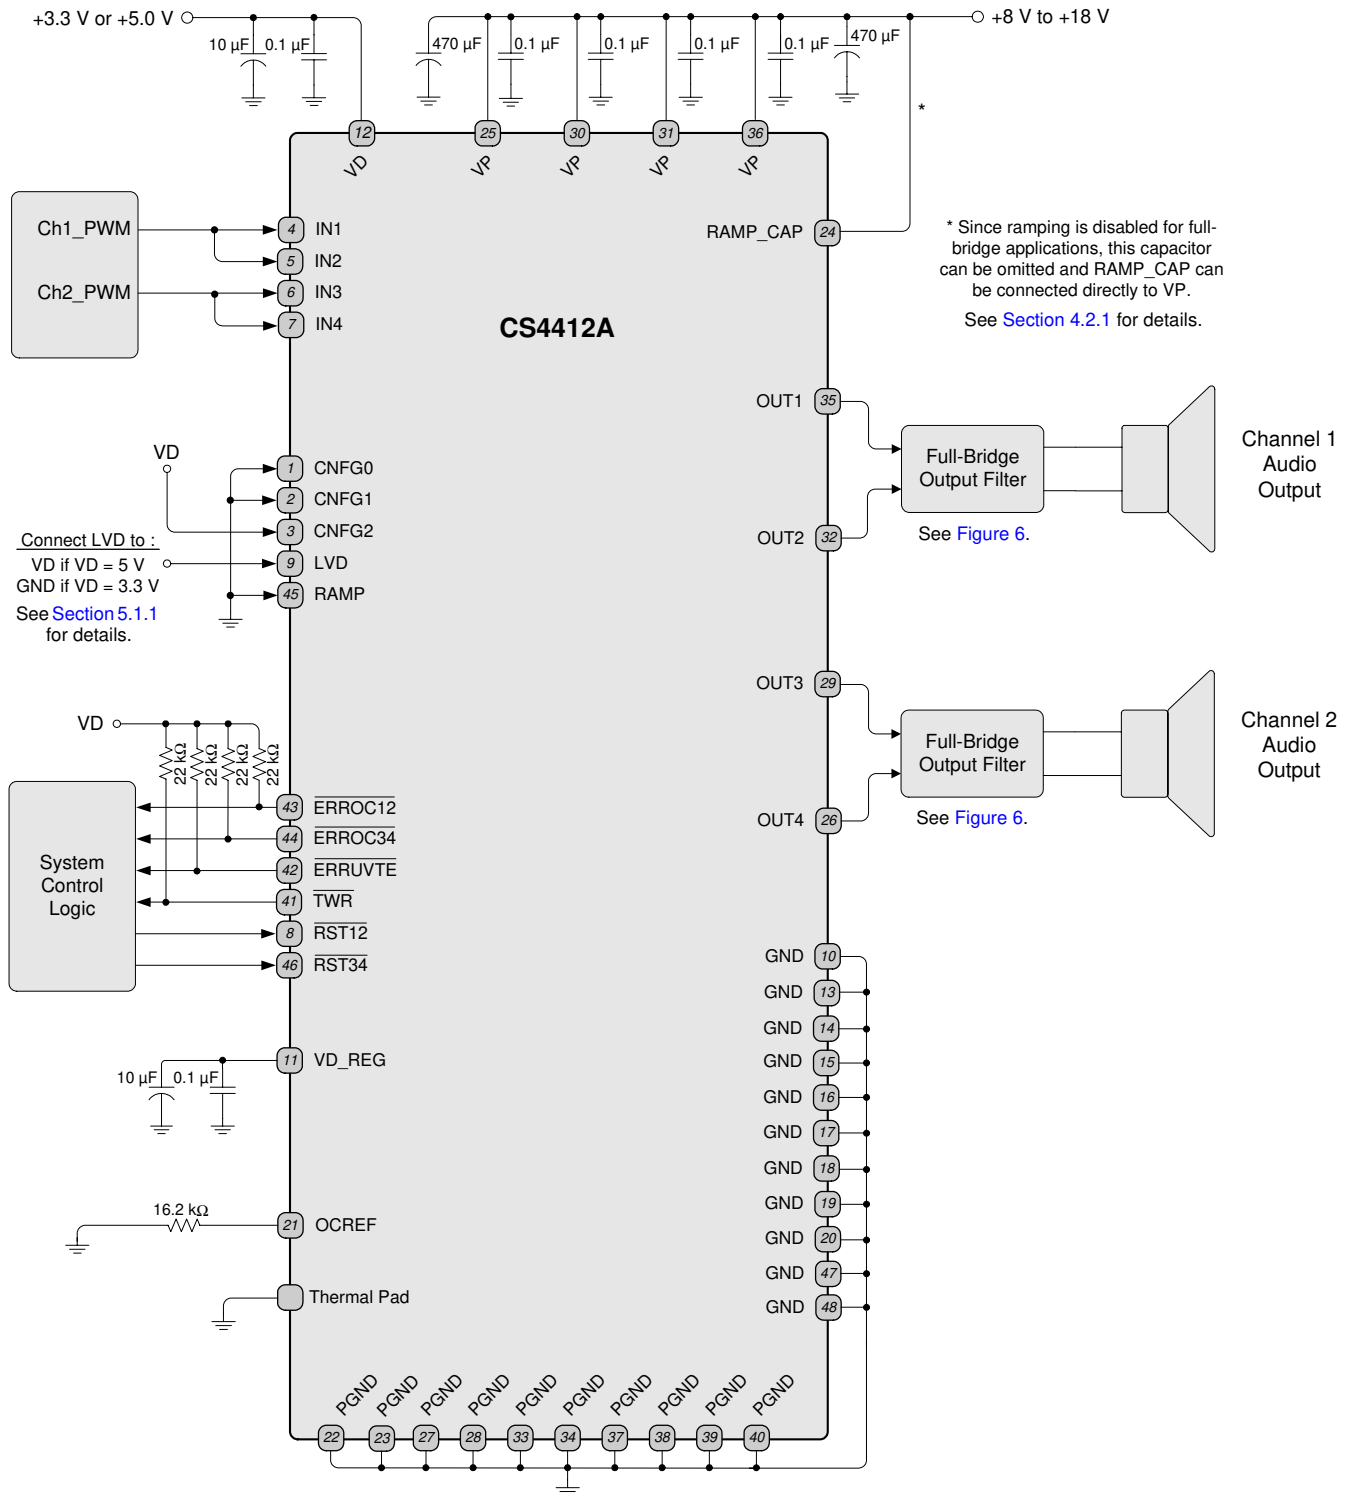 +3.3 V or +5.0 V
+8 V to +18 V
10 µF
0.1 µF
470 µF
0.1 µF
0.1 µF
0.1 µF
0.1 µF
470 µF
*
12
25
30
31
36
VD
VP
VP
VP
VP
Ch1_PWM
Ch2_PWM
4 IN1
5 IN2
6 IN3
7 IN4
CS4412A
RAMP_CAP 24
* Since ramping is disabled for full-
bridge applications, this capacitor
can be omitted and RAMP_CAP can
be connected directly to VP.
See Section 4.2.1 for details.
OUT1 35
OUT2 32
Full-Bridge
Output Filter
See Figure 6.
Channel 1
Audio
Output
VD
1 CNFG0
2 CNFG1
3 CNFG2
9 LVD
45 RAMP
Connect LVD to :
VD if VD = 5 V
GND if VD = 3.3 V
See Section 5.1.1
for details.
OUT3 29
OUT4 26
Full-Bridge
Output Filter
See Figure 6.
Channel 2
Audio
Output
VD
22 kΩ
22 kΩ
22 kΩ
22 kΩ
System
Control
Logic
43 ERROC12
44 ERROC34
42 ERRUVTE
41 TWR
8 RST12
46 RST34
10 µF
0.1 µF
11 VD_REG
16.2 kΩ
21 OCREF
Thermal Pad
GND 10
GND 13
GND 14
GND 15
GND 16
GND 17
GND 18
GND 19
GND 20
GND 47
GND 48
PGND
PGND
PGND
PGND
PGND
PGND
PGND
PGND
PGND
PGND
22
23
27
28
33
34
37
38
39
40